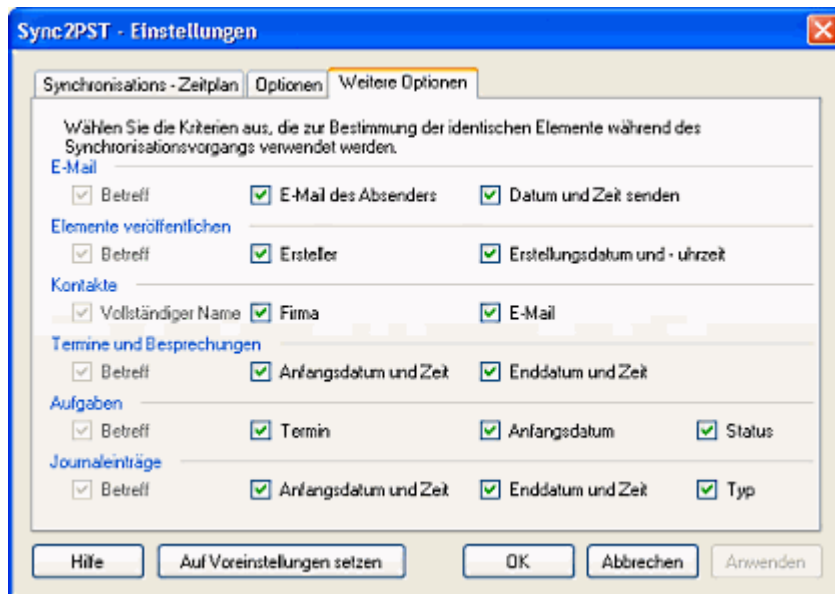 Sync2PST - Einstellungen
Synchronisations - Zeitplan Optionen Weitere Optionen
Wählen Sie die Kriterien aus, die zur Bestimmung der identischen Elemente während des
Synchronisationsvorgangs verwendet werden.
E-Mail
Betreff E-Mail des Absenders Datum und Zeit senden
Elemente veröffentlichen
Betreff Ersteller Erstellungsdatum und - uhrzeit
Kontakte
Vollständiger Name Firma E-Mail
Termine und Besprechungen
Betreff Anfangsdatum und Zeit Enddatum und Zeit
Aufgaben
Betreff Termin Anfangsdatum Status
Journaleinträge
Betreff Anfangsdatum und Zeit Enddatum und Zeit Typ
Hilfe Auf Voreinstellungen setzen OK Abbrechen Anwenden